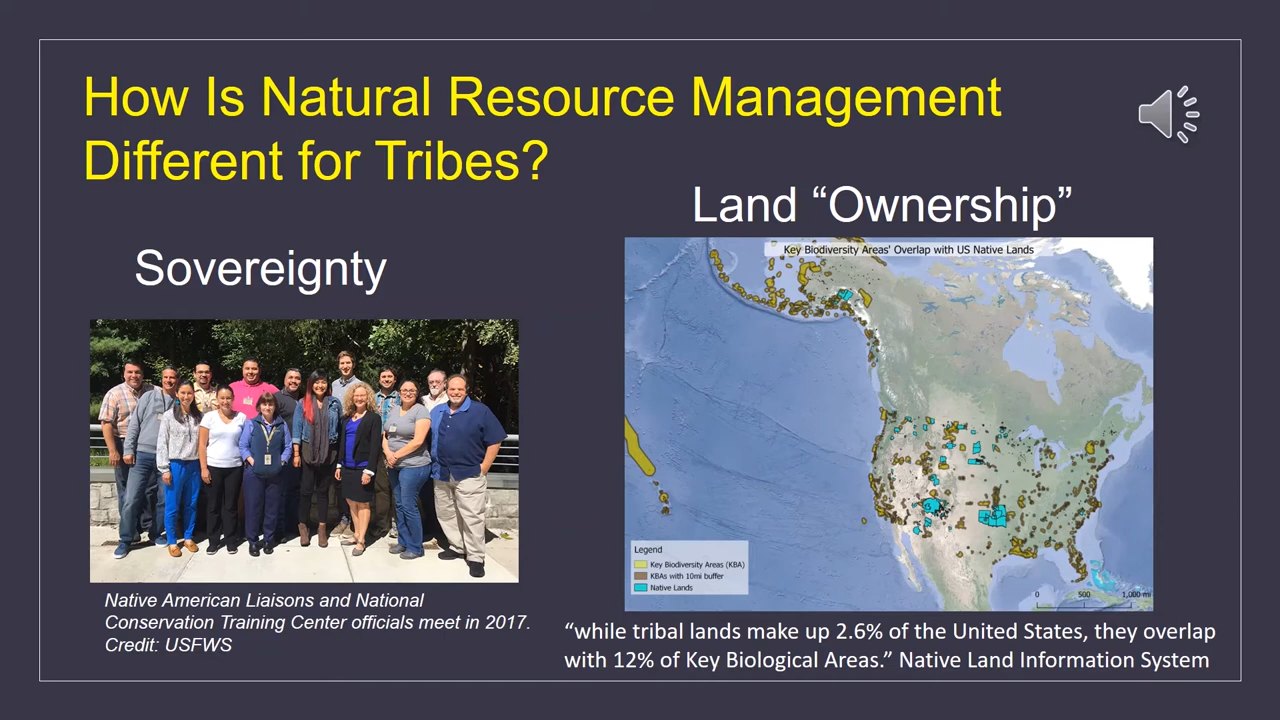 How Is Natural Resource Management
Different for Tribes?
Sovereignty
Native American Liaisons and National
Conservation Training Center officials meet in 2017.
Credit: USFWS
Land “Ownership”
Key Biodiversity Areas' Overlap with US Native Lands
Legend
Key Biodiversity Areas (KBA)
KBAs with 10mi buffer
Native Lands
0 500 1,000 mi
“while tribal lands make up 2.6% of the United States, they overlap
with 12% of Key Biological Areas.” Native Land Information System